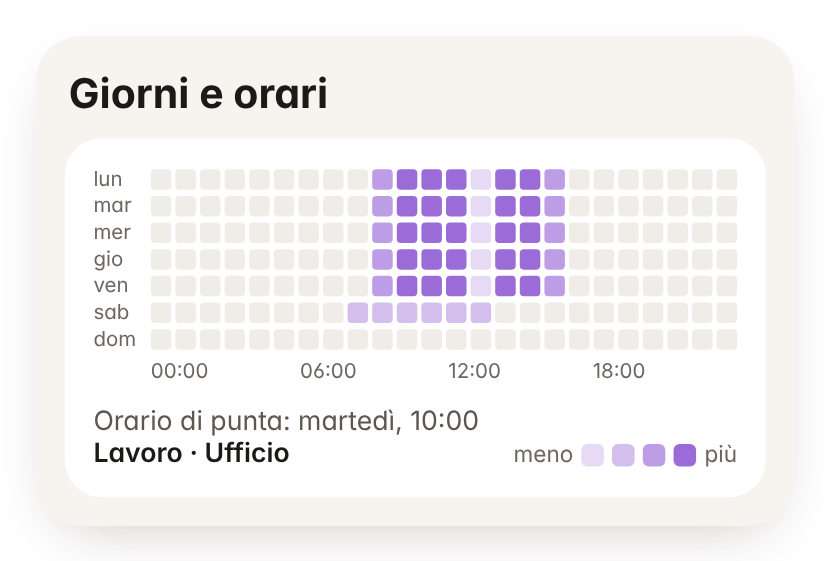 Giorni e orari
lun
mar
mer
gio
ven
sab
dom
00:00 06:00 12:00 18:00
Orario di punta: martedì, 10:00
Lavoro · Ufficio
meno più